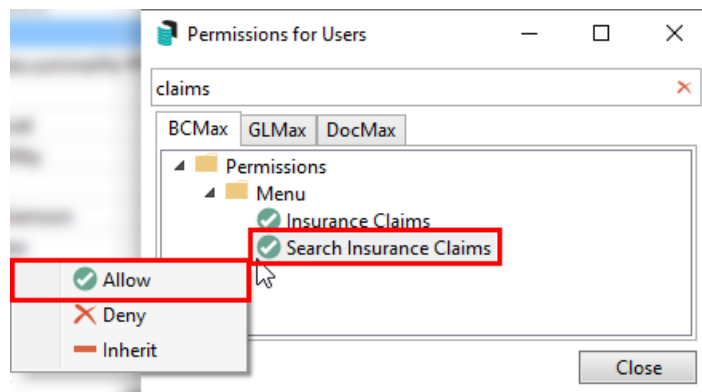 Permissions for Users
claims
BCMax GLMax DocMax
Permissions
Menu
Insurance Claims
Search Insurance Claims
Allow
Deny
Inherit
Close